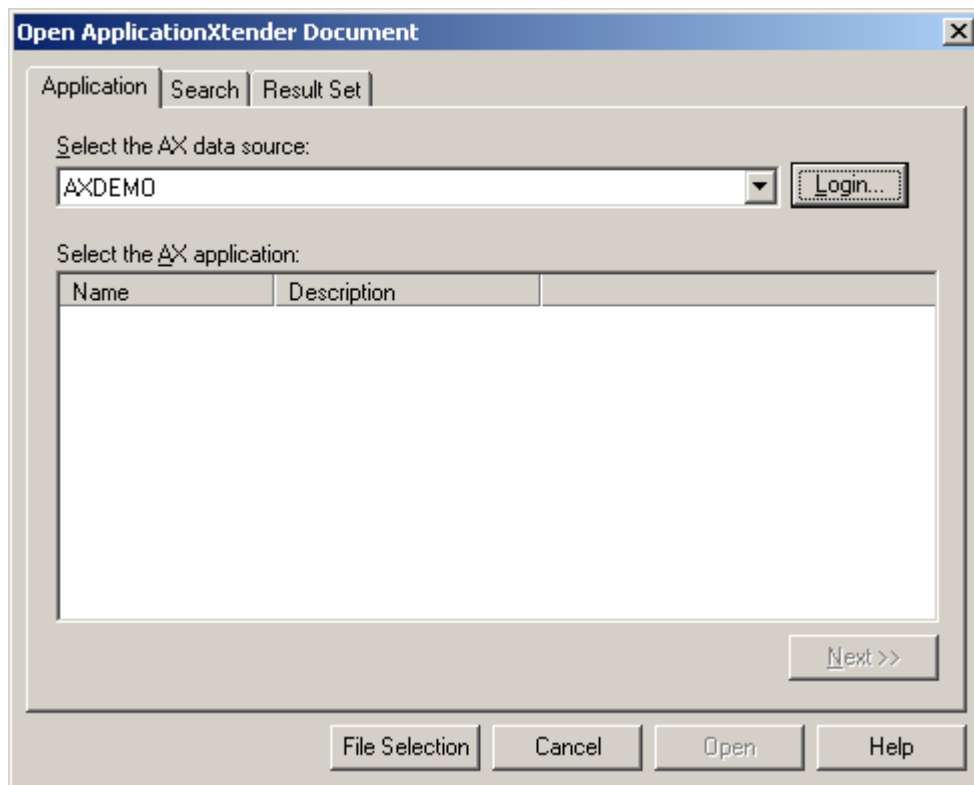 Open ApplicationXtender Document
Application Search Result Set
Select the AX data source:
AXDEMO Login...
Select the AX application:
Name Description
Next >>
File Selection Cancel Open Help